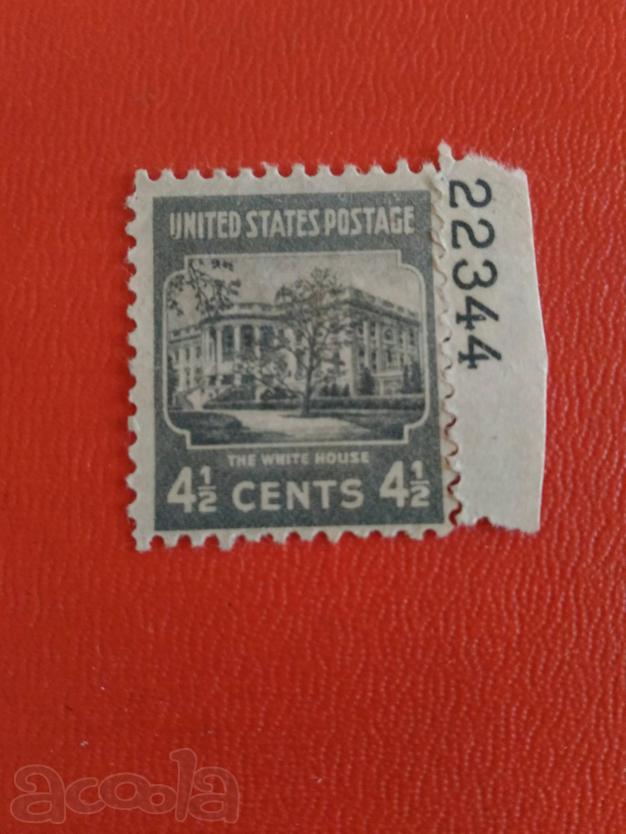 UNITED STATES POSTAGE
THE WHITE HOUSE
4½ CENTS 4½
22344
acoola